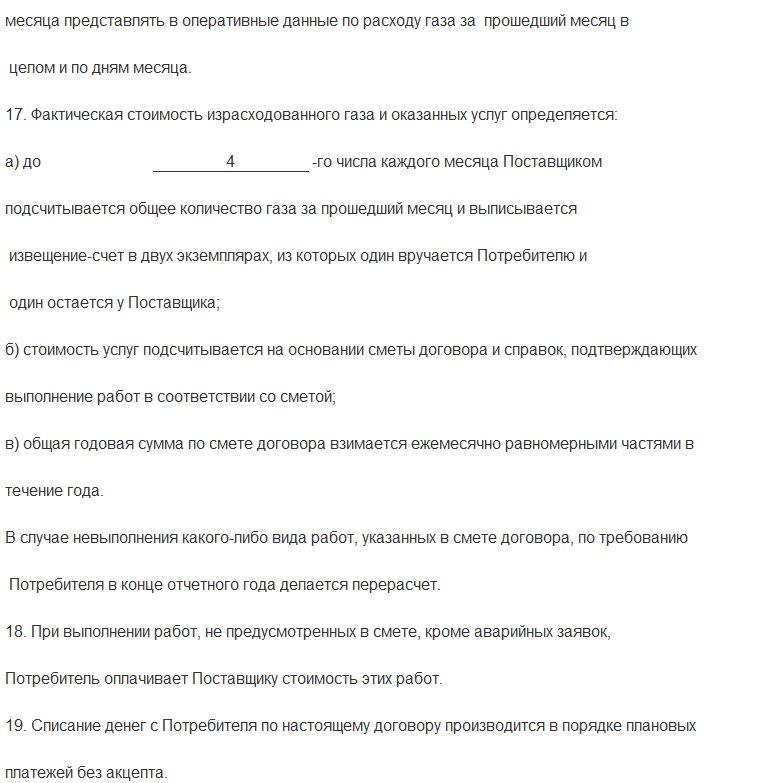 месяца представлять в оперативные данные по расходу газа за прошедший месяц в
целом и по дням месяца.
17. Фактическая стоимость израсходованного газа и оказанных услуг определяется:
а) до 4 -го числа каждого месяца Поставщиком
подсчитывается общее количество газа за прошедший месяц и выписывается
извещение-счет в двух экземплярах, из которых один вручается Потребителю и
один остается у Поставщика;
б) стоимость услуг подсчитывается на основании сметы договора и справок, подтверждающих
выполнение работ в соответствии со сметой;
в) общая годовая сумма по смете договора взимается ежемесячно равномерными частями в
течение года.
В случае невыполнения какого-либо вида работ, указанных в смете договора, по требованию
Потребителя в конце отчетного года делается перерасчет.
18. При выполнении работ, не предусмотренных в смете, кроме аварийных заявок,
Потребитель оплачивает Поставщику стоимость этих работ.
19. Списание денег с Потребителя по настоящему договору производится в порядке плановых
платежей без акцепта.